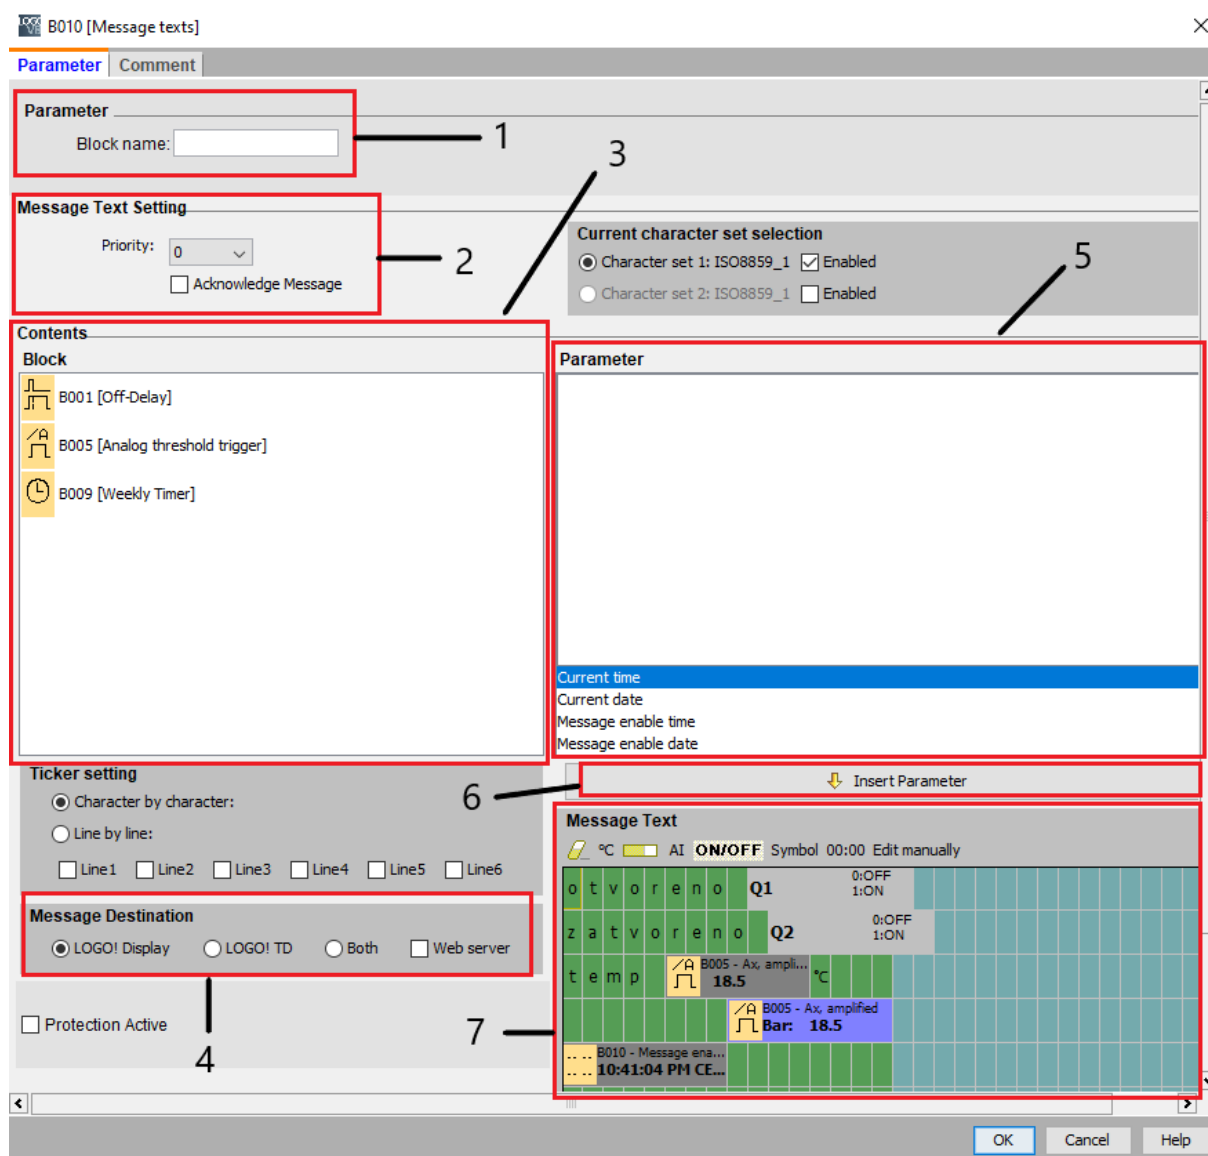 B010 [Message texts]
Parameter Comment
Parameter
Block name:
1
3
Message Text Setting
Priority: 0
Acknowledge Message
2
Current character set selection
Character set 1: ISO8859_1 Enabled
Character set 2: ISO8859_1 Enabled
5
Contents
Block
B001 [Off-Delay]
B005 [Analog threshold trigger]
B009 [Weekly Timer]
Parameter
Current time
Current date
Message enable time
Message enable date
Ticker setting
Character by character:
Line by line:
Line1 Line2 Line3 Line4 Line5 Line6
6
Insert Parameter
Message Destination
LOGO! Display LOGO! TD Both Web server
4
Protection Active
7
Message Text
°C AI ON/OFF Symbol 00:00 Edit manually
otvoreno Q1 0:OFF
1:ON
zatvoreno Q2 0:OFF
1:ON
temp B005 - Ax, ampli... °C
18.5
B005 - Ax, amplified
Bar: 18.5
B010 - Message ena...
10:41:04 PM CE...
OK Cancel Help